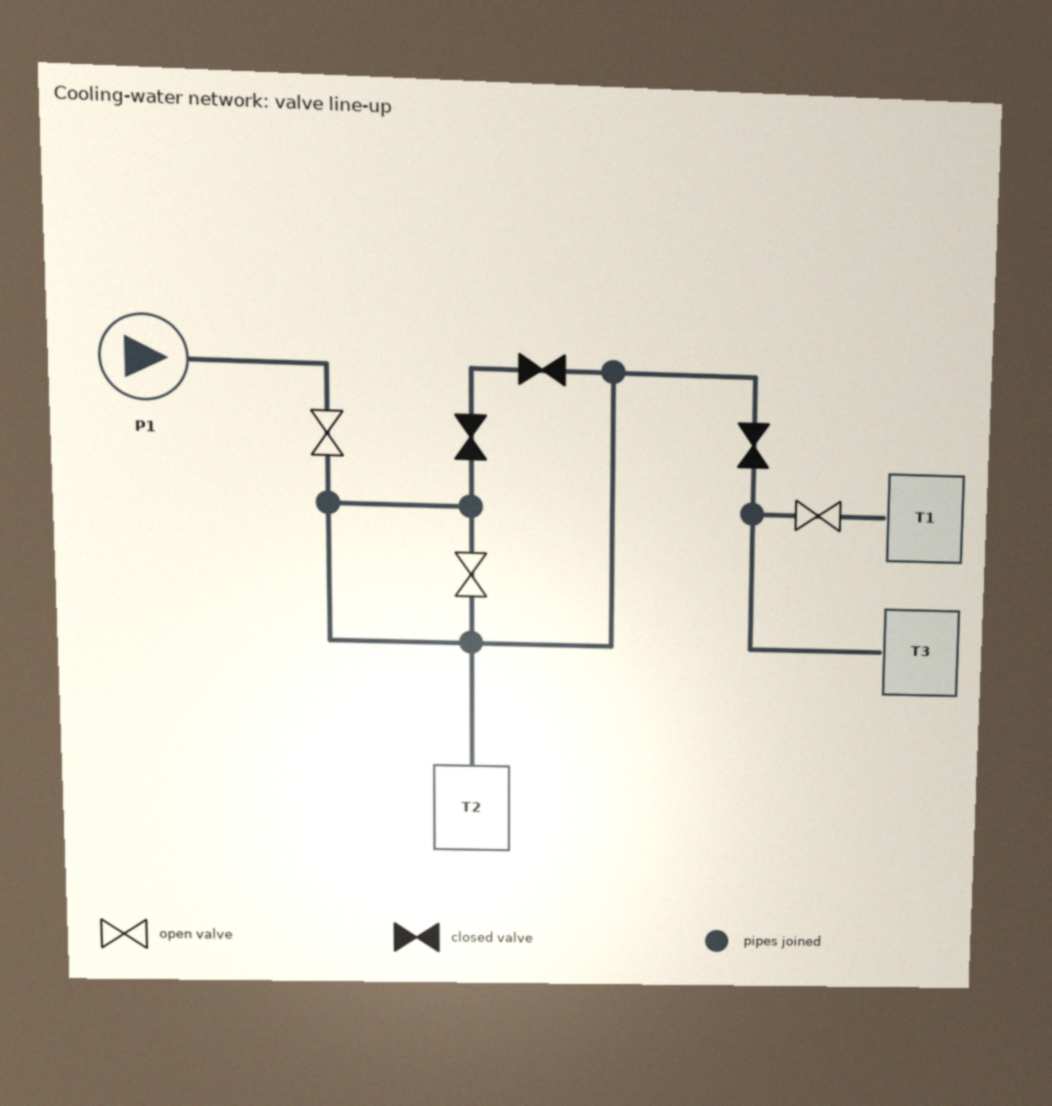 Cooling-water network: valve line-up
P1
T1
T3
T2
open valve
closed valve
pipes joined